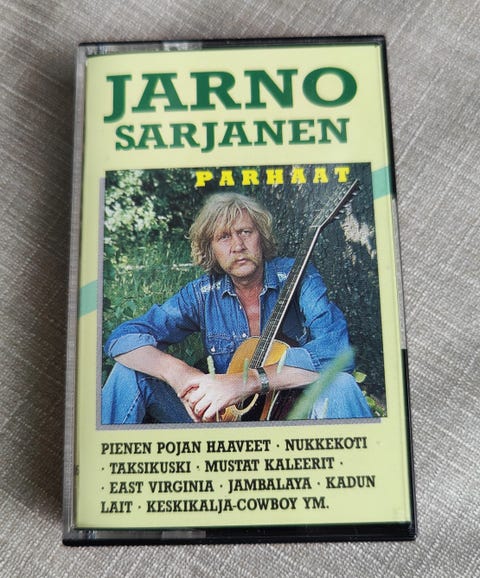 JARNO
SARJANEN
PARHAAT
PIENEN POJAN HAAVEET · NUKKEKOTI
· TAKSIKUSKI · MUSTAT KALEERIT ·
· EAST VIRGINIA · JAMBALAYA · KADUN
LAIT · KESKIKALJA-COWBOY YM.